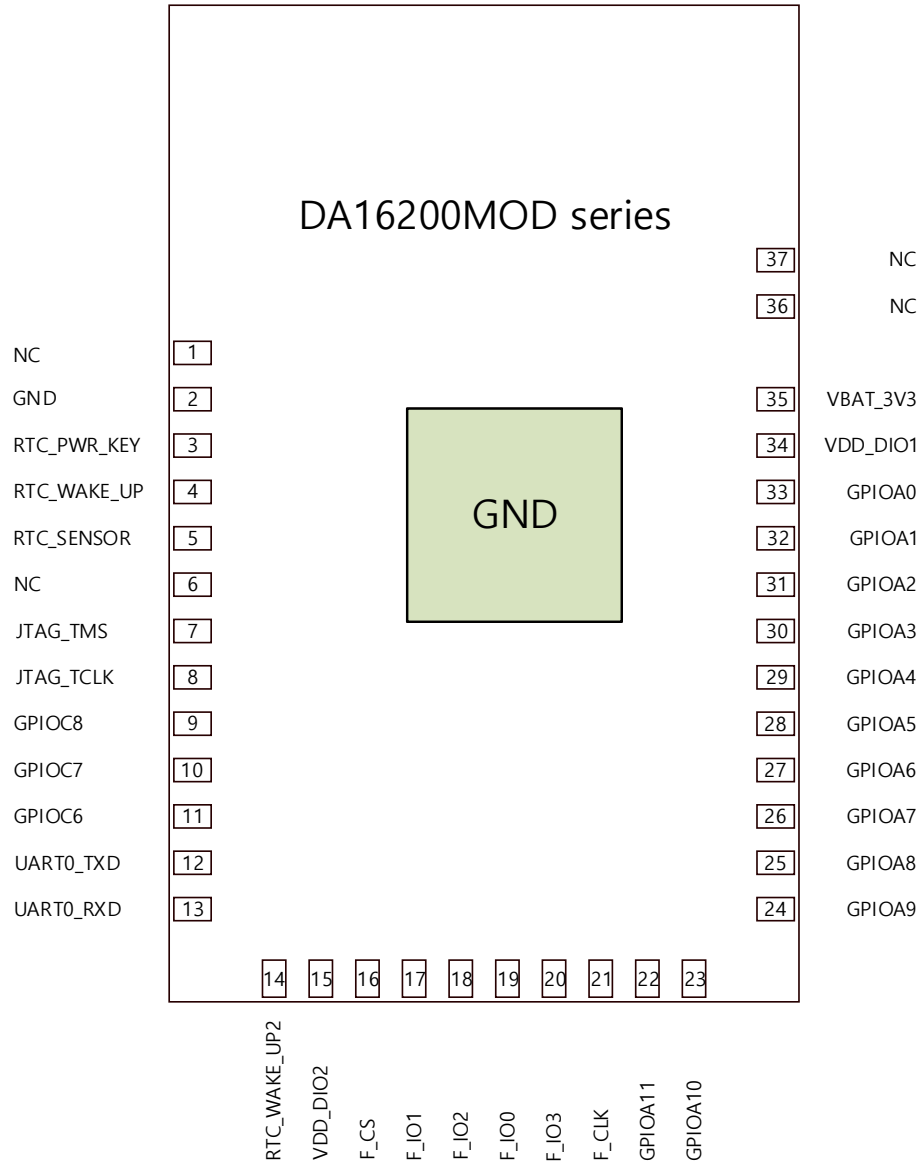 DA16200MOD series
37 NC
36 NC
NC 1
GND 2
35 VBAT_3V3
RTC_PWR_KEY 3
34 VDD_DIO1
RTC_WAKE_UP 4
33 GPIOA0
GND
RTC_SENSOR 5
32 GPIOA1
NC 6
31 GPIOA2
JTAG_TMS 7
30 GPIOA3
JTAG_TCLK 8
29 GPIOA4
GPIOC8 9
28 GPIOA5
GPIOC7 10
27 GPIOA6
GPIOC6 11
26 GPIOA7
UART0_TXD 12
25 GPIOA8
UART0_RXD 13
24 GPIOA9
14 15 16 17 18 19 20 21 22 23
RTC_WAKE_UP2
VDD_DIO2
F_CS
F_IO1
F_IO2
F_IO0
F_IO3
F_CLK
GPIOA11
GPIOA10